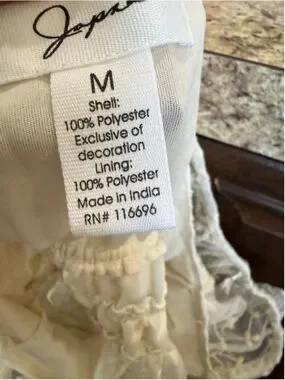 M
Shell:
100% Polyester
Exclusive of
decoration
Lining:
100% Polyester
Made in India
RN# 116696